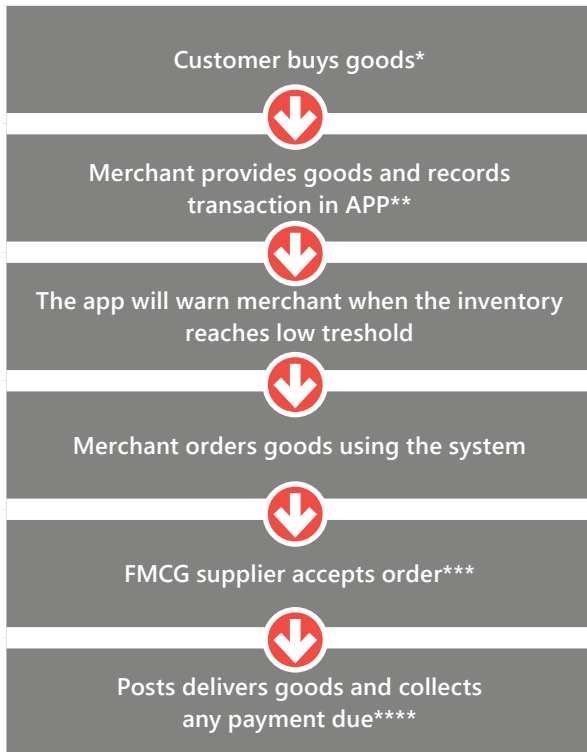 Customer buys goods*
Merchant provides goods and records
transaction in APP**
The app will warn merchant when the inventory
reaches low treshold
Merchant orders goods using the system
FMCG supplier accepts order***
Posts delivers goods and collects
any payment due****